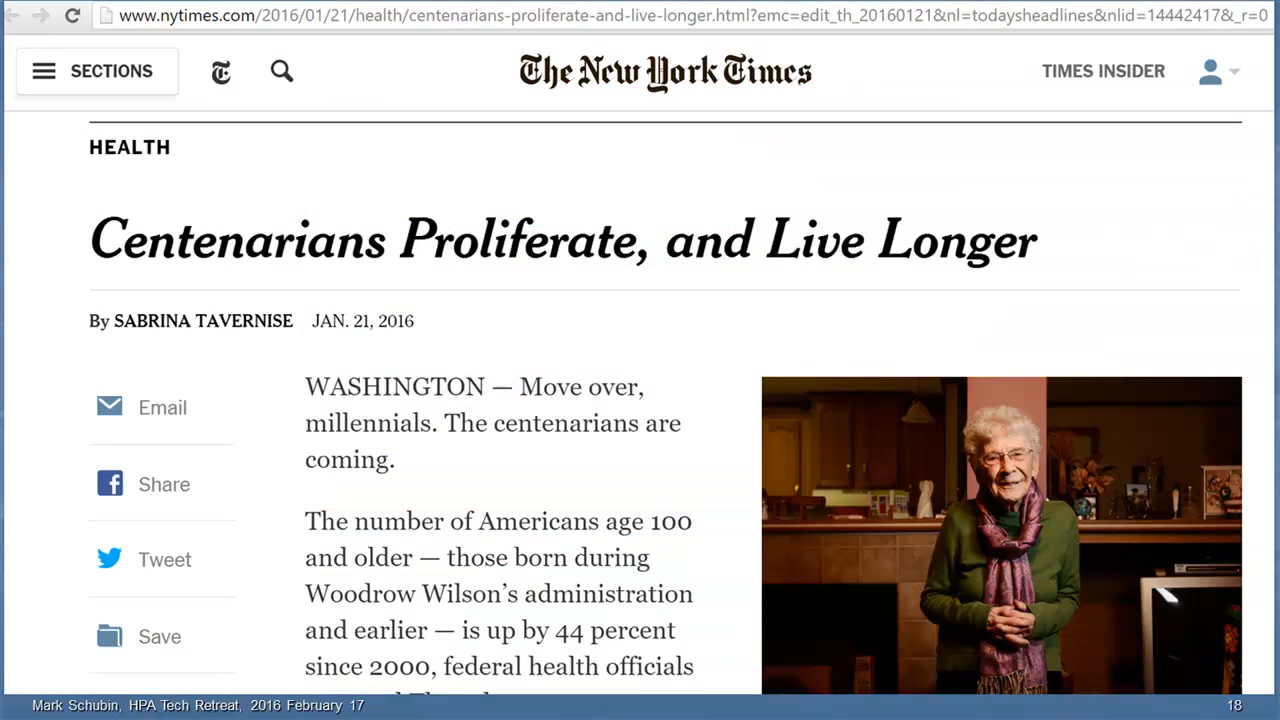 www.nytimes.com/2016/01/21/health/centenarians-proliferate-and-live-longer.html?emc=edit_th_20160121&nl=todaysheadlines&nlid=14442417&_r=0
SECTIONS
The New York Times
TIMES INSIDER
HEALTH
Centenarians Proliferate, and Live Longer
By SABRINA TAVERNISE JAN. 21, 2016
Email
Share
Tweet
Save
WASHINGTON — Move over,
millennials. The centenarians are
coming.
The number of Americans age 100
and older — those born during
Woodrow Wilson’s administration
and earlier — is up by 44 percent
since 2000, federal health officials
Mark Schubin, HPA Tech Retreat, 2016 February 17
18